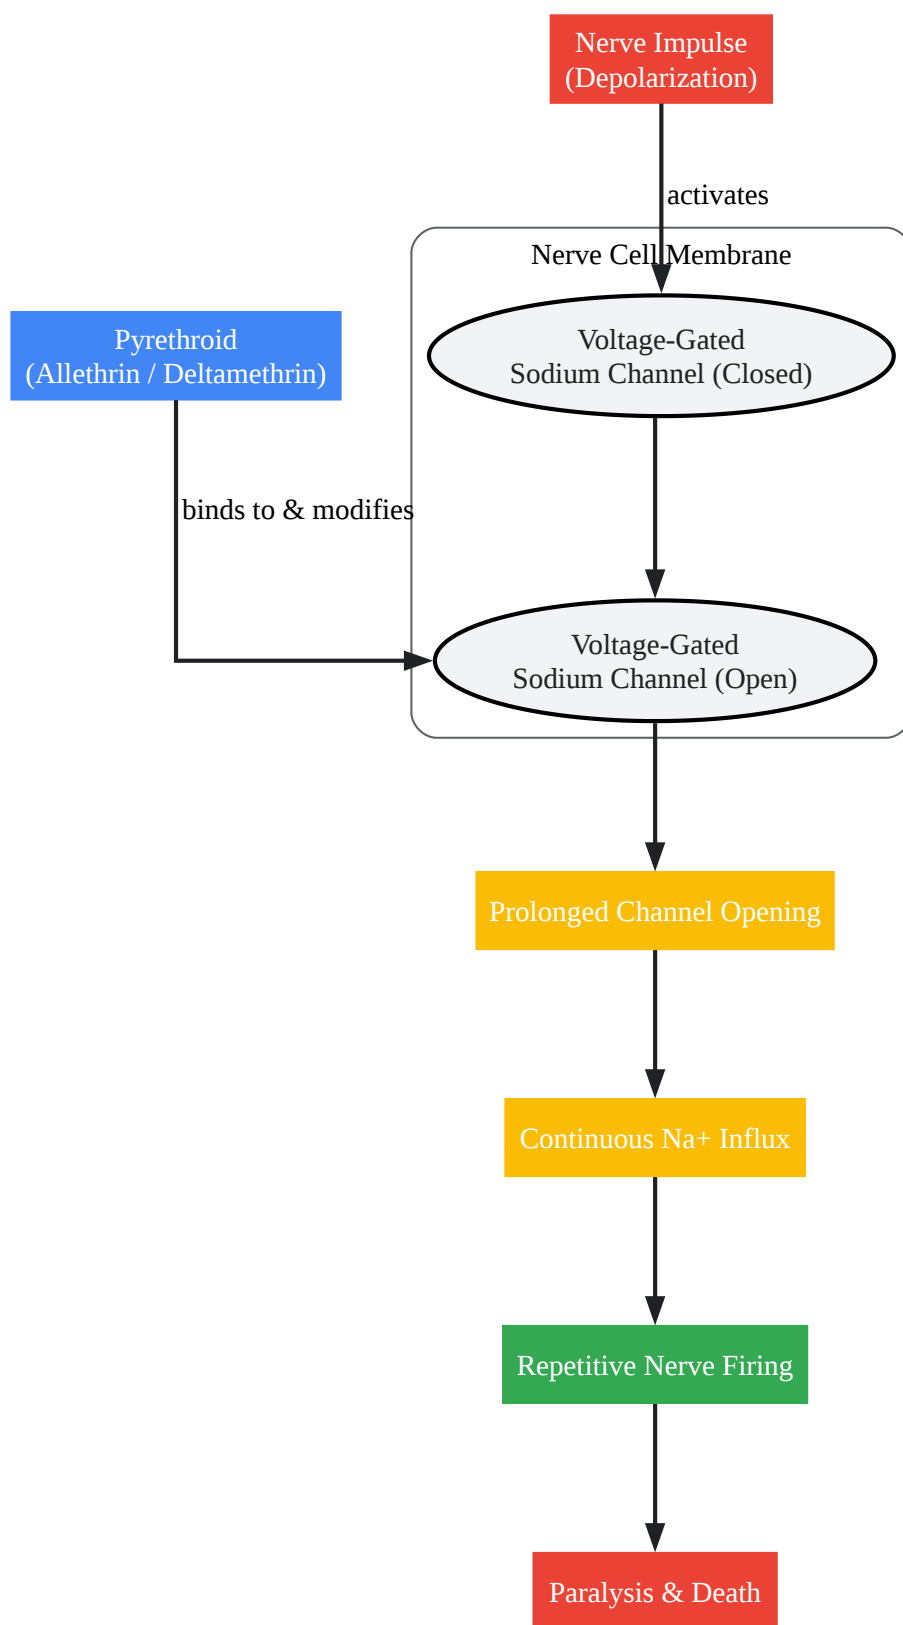 Nerve Impulse
(Depolarization)
activates
Nerve Cell Membrane
Pyrethroid
(Allethrin / Deltamethrin)
Voltage-Gated
Sodium Channel (Closed)
binds to & modifies
Voltage-Gated
Sodium Channel (Open)
Prolonged Channel Opening
Continuous Na+ Influx
Repetitive Nerve Firing
Paralysis & Death